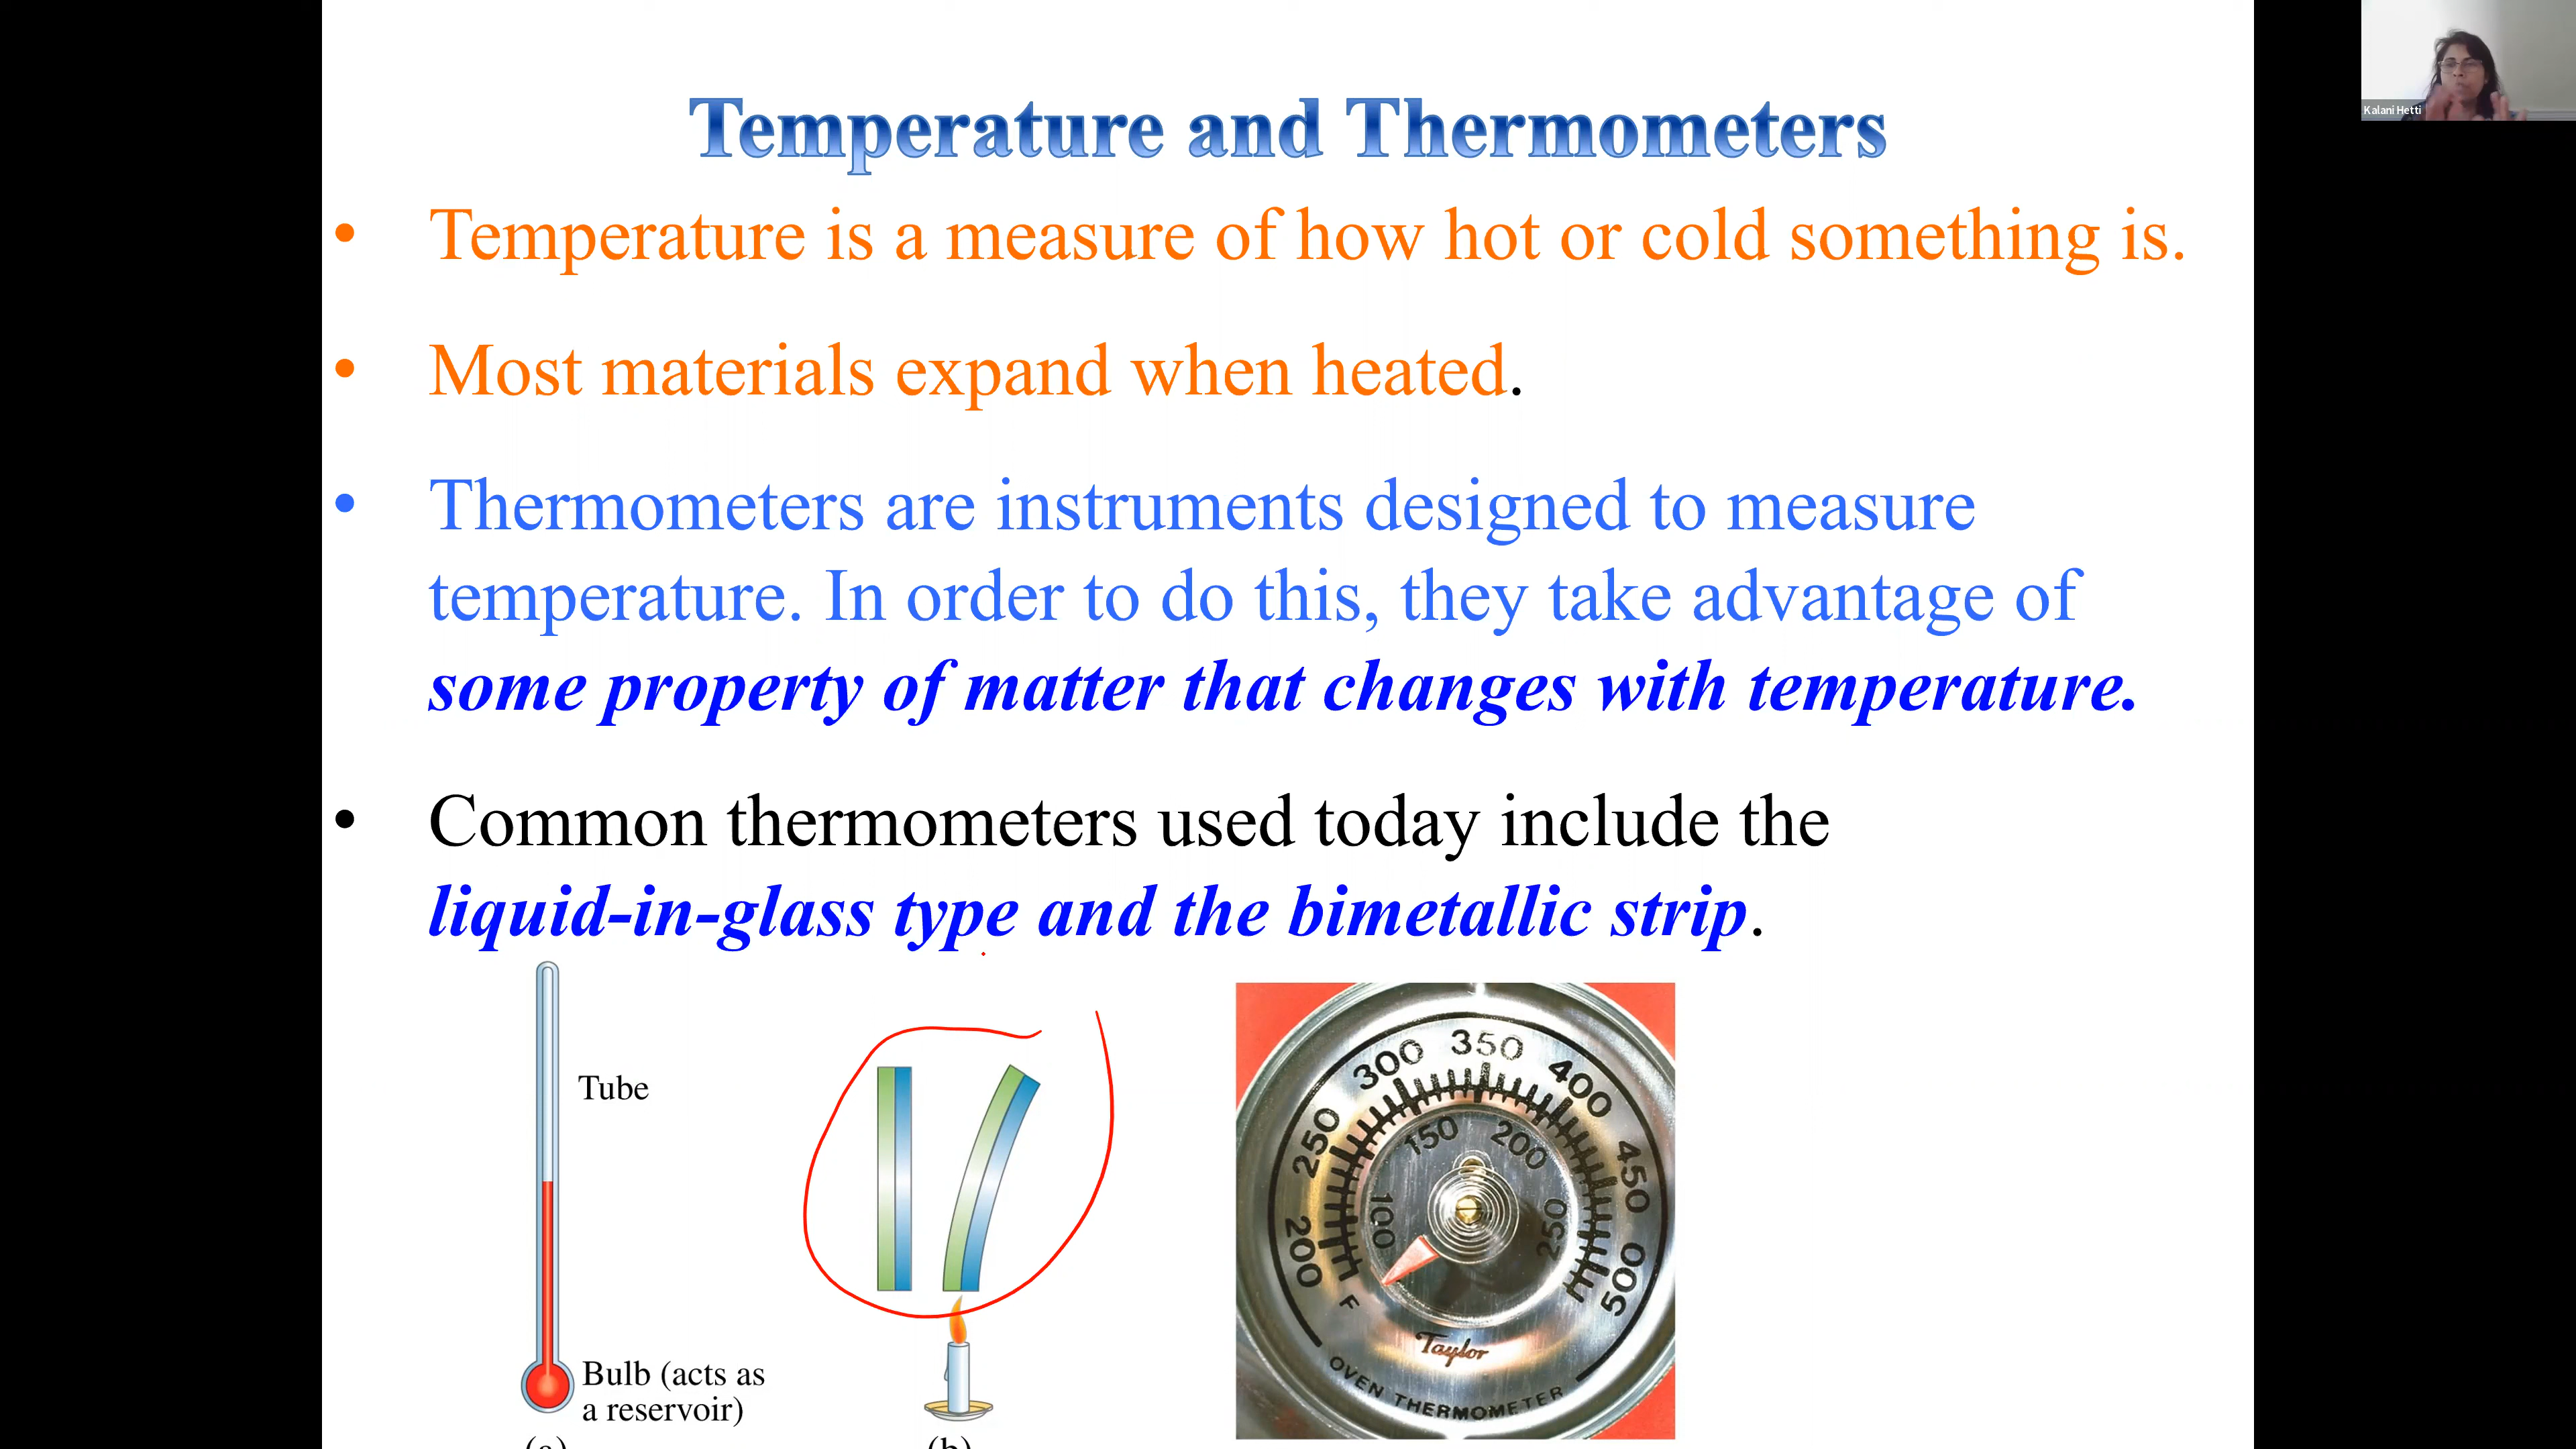 Temperature and Thermometers
Kalani Hetti
• Temperature is a measure of how hot or cold something is.
• Most materials expand when heated.
• Thermometers are instruments designed to measure
temperature. In order to do this, they take advantage of
some property of matter that changes with temperature.
• Common thermometers used today include the
liquid-in-glass type and the bimetallic strip.
Tube
Bulb (acts as
a reservoir)
(a)
(b)
200 250 300 350 400 450 500
100 150 200 250
F
Taylor
OVEN THERMOMETER